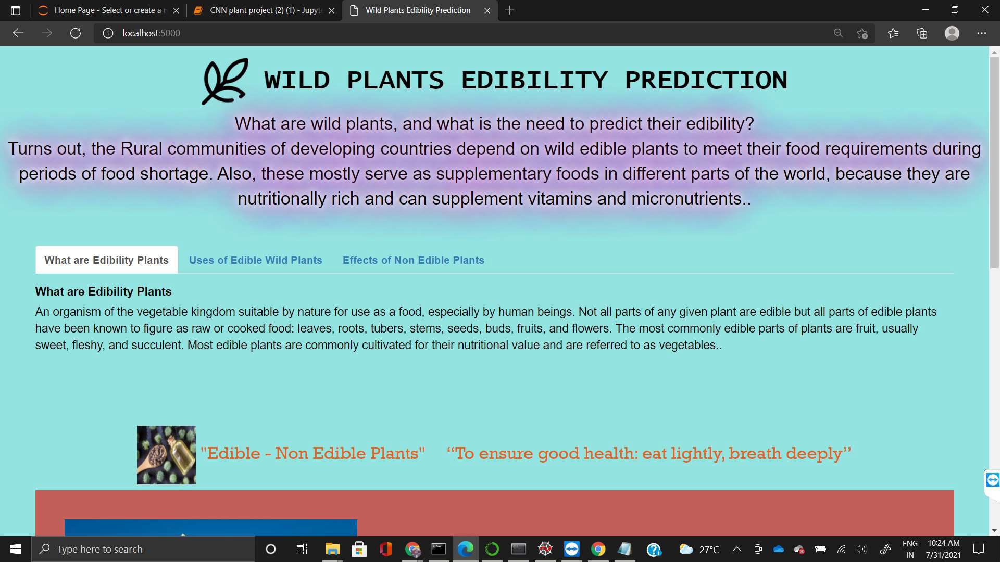 Home Page - Select or create a n
CNN plant project (2) (1) - Jupyte
Wild Plants Edibility Prediction
localhost:5000
WILD PLANTS EDIBILITY PREDICTION
What are wild plants, and what is the need to predict their edibility?
Turns out, the Rural communities of developing countries depend on wild edible plants to meet their food requirements during
periods of food shortage. Also, these mostly serve as supplementary foods in different parts of the world, because they are
nutritionally rich and can supplement vitamins and micronutrients..
What are Edibility Plants
Uses of Edible Wild Plants
Effects of Non Edible Plants
What are Edibility Plants
An organism of the vegetable kingdom suitable by nature for use as a food, especially by human beings. Not all parts of any given plant are edible but all parts of edible plants
have been known to figure as raw or cooked food: leaves, roots, tubers, stems, seeds, buds, fruits, and flowers. The most commonly edible parts of plants are fruit, usually
sweet, fleshy, and succulent. Most edible plants are commonly cultivated for their nutritional value and are referred to as vegetables..
"Edible - Non Edible Plants" “To ensure good health: eat lightly, breath deeply”
Type here to search
27°C
ENG
IN
10:24 AM
7/31/2021